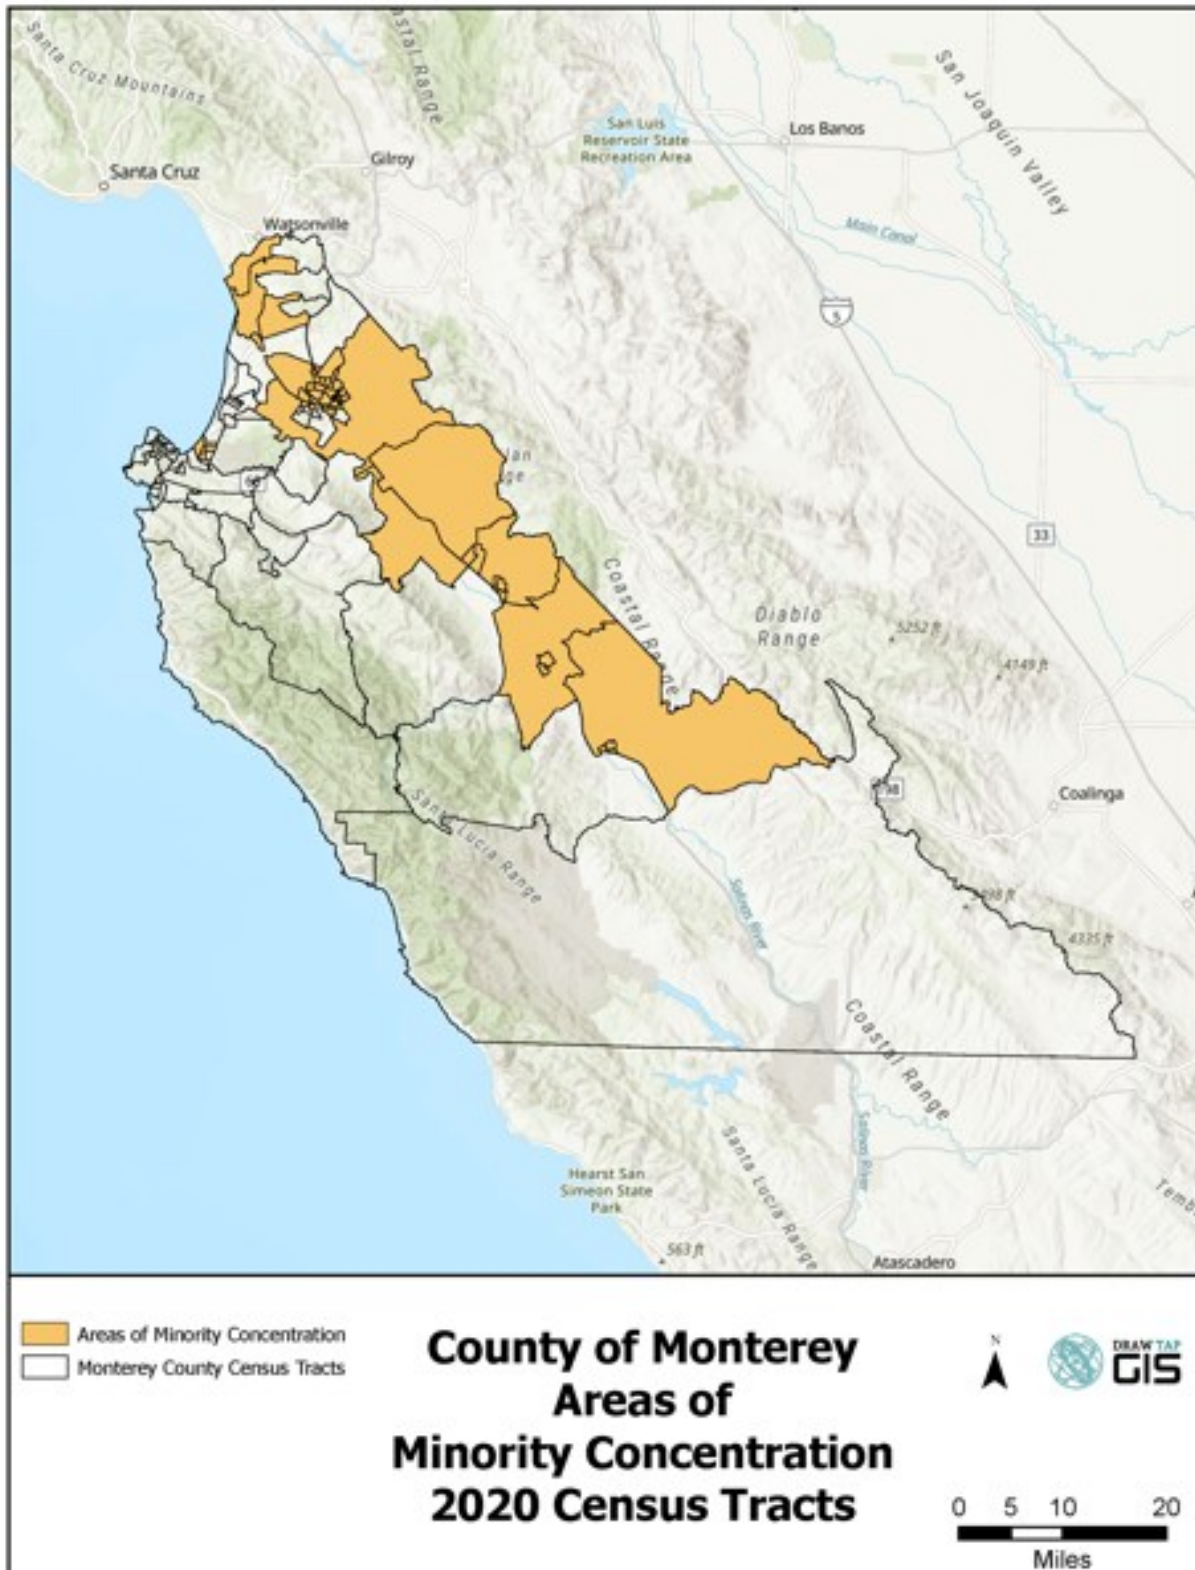 Santa Cruz Mountains
Coastal Range
San Joaquin Valley
San Luis
Reservoir State
Recreation Area
Los Banos
Gilroy
Santa Cruz
Watsonville
Main Canal
5
33
Coastal Range
Diablo
Range
5252 ft
4149 ft
Coalinga
Santa Lucia Range
Salinas River
4335 ft
Coastal Range
Salinas River
Santa Lucia Range
Hearst San
Simeon State
Park
563 ft
Atascadero
Areas of Minority Concentration
Monterey County Census Tracts
County of Monterey
Areas of
Minority Concentration
2020 Census Tracts
N
DRAW TAP
GIS
0 5 10 20
Miles